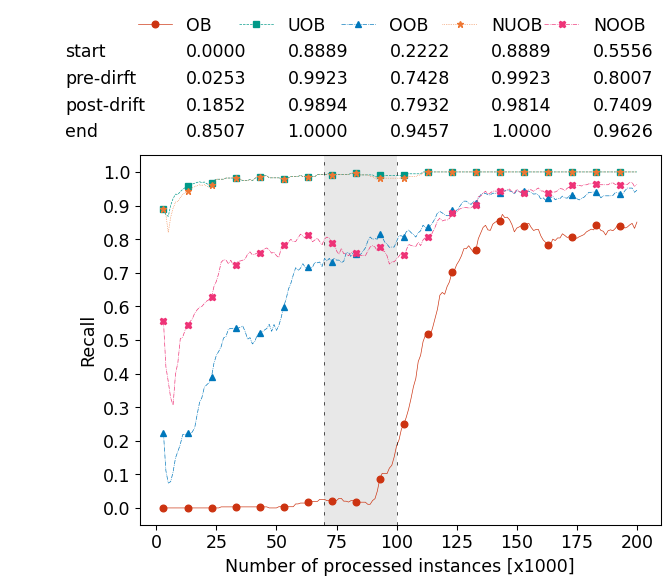 OB UOB OOB NUOB NOOB
start 0.0000 0.8889 0.2222 0.8889 0.5556
pre-dirft 0.0253 0.9923 0.7428 0.9923 0.8007
post-drift 0.1852 0.9894 0.7932 0.9814 0.7409
end 0.8507 1.0000 0.9457 1.0000 0.9626
1.0
0.9
0.8
0.7
0.6
0.5
0.4
0.3
0.2
0.1
0.0
Recall
0 25 50 75 100 125 150 175 200
Number of processed instances [x1000]